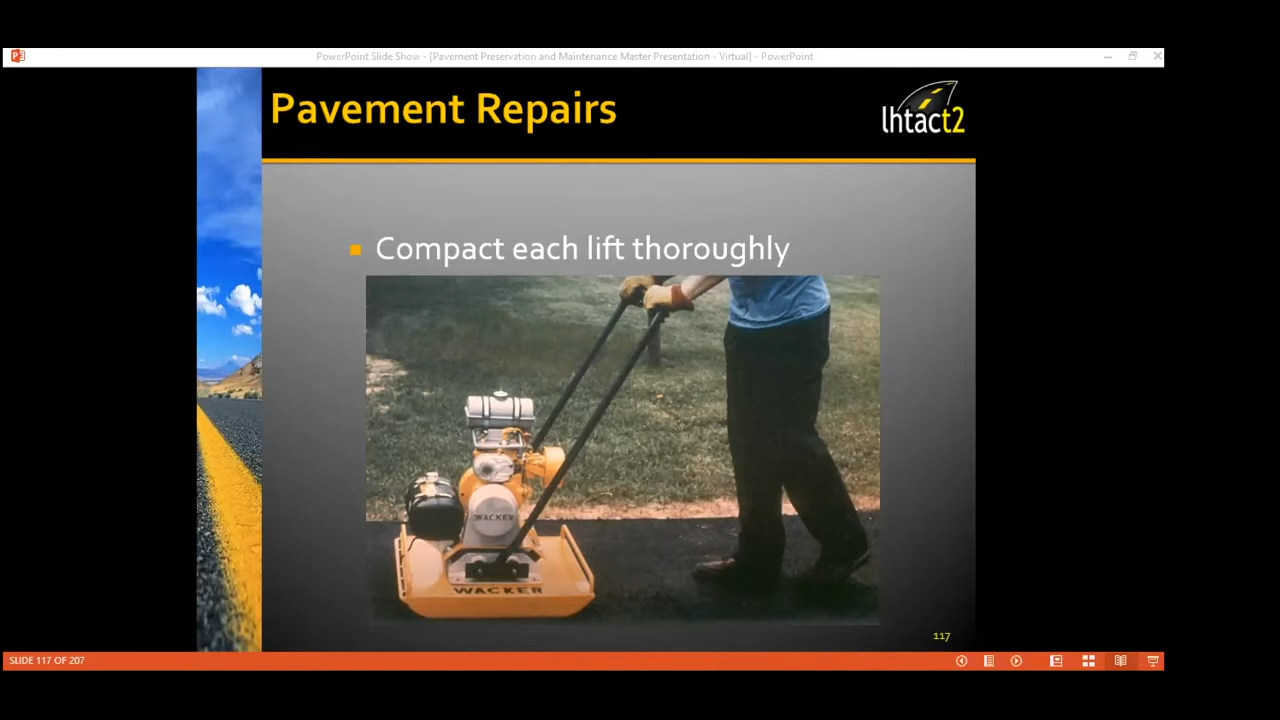 PowerPoint Slide Show - [Pavement Preservation and Maintenance Master Presentation - Virtual] - PowerPoint
Pavement Repairs
lhtact2
Compact each lift thoroughly
WACKER
WACKER
117
SLIDE 117 OF 207